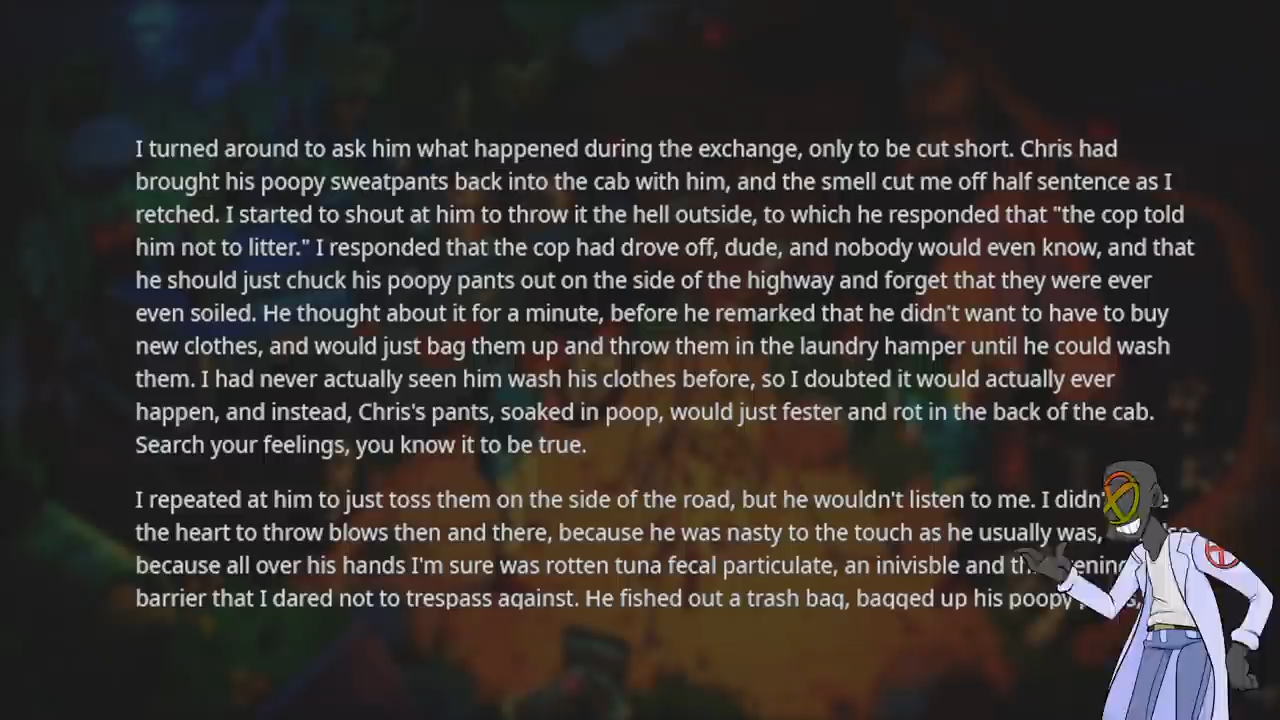 I turned around to ask him what happened during the exchange, only to be cut short. Chris had
brought his poopy sweatpants back into the cab with him, and the smell cut me off half sentence as I
retched. I started to shout at him to throw it the hell outside, to which he responded that "the cop told
him not to litter." I responded that the cop had drove off, dude, and nobody would even know, and that
he should just chuck his poopy pants out on the side of the highway and forget that they were ever
even soiled. He thought about it for a minute, before he remarked that he didn't want to have to buy
new clothes, and would just bag them up and throw them in the laundry hamper until he could wash
them. I had never actually seen him wash his clothes before, so I doubted it would actually ever
happen, and instead, Chris's pants, soaked in poop, would just fester and rot in the back of the cab.
Search your feelings, you know it to be true.
I repeated at him to just toss them on the side of the road, but he wouldn't listen to me. I
the heart to throw blows then and there, because he was nasty to the touch as he usually was,
because all over his hands I'm sure was rotten tuna fecal particulate, an inivisble and
barrier that I dared not to trespass against. He fished out a trash bag, bagged up his poopy